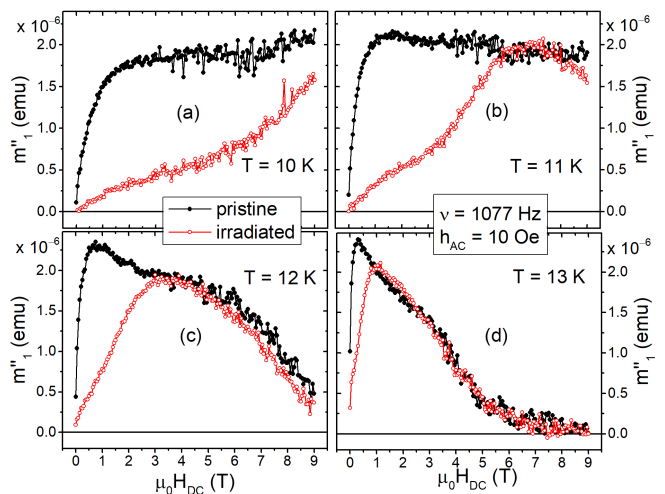 x 10⁻⁶
x 10⁻⁶
2.0
1.5
1.0
0.5
0.0
m''₁ (emu)
(a)
T = 10 K
(b)
T = 11 K
2.0
1.5
1.0
0.5
0.0
m''₁ (emu)
pristine
irradiated
ν = 1077 Hz
h_AC = 10 Oe
x 10⁻⁶
x 10⁻⁶
2.0
1.5
1.0
0.5
0.0
m''₁ (emu)
T = 12 K
(c)
T = 13 K
(d)
2.0
1.5
1.0
0.5
0.0
m''₁ (emu)
0 1 2 3 4 5 6 7 8 9
0 1 2 3 4 5 6 7 8 9
μ₀H_DC (T)
μ₀H_DC (T)